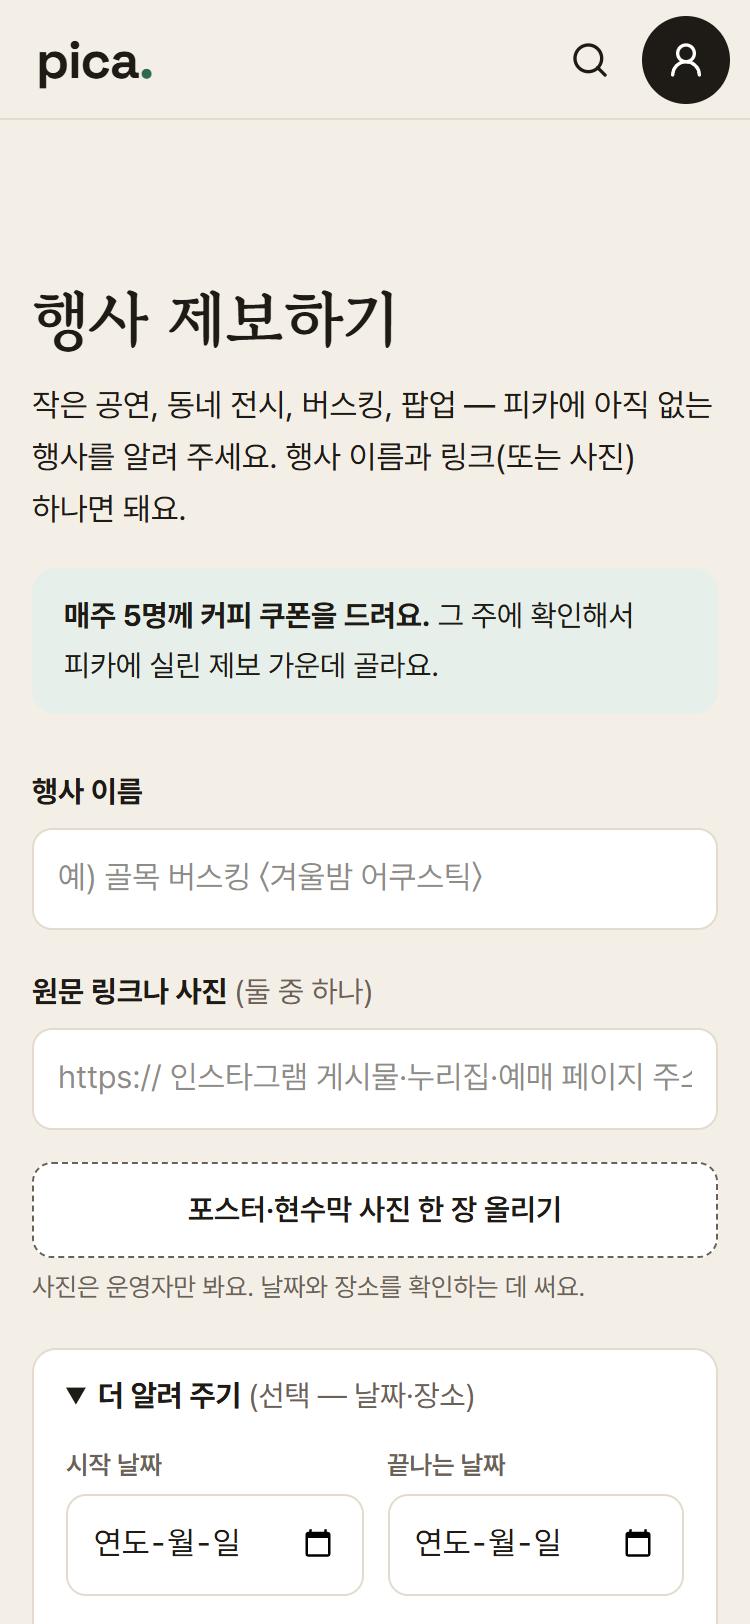 pica.
행사 제보하기
작은 공연, 동네 전시, 버스킹, 팝업 — 피카에 아직 없는
행사를 알려 주세요. 행사 이름과 링크(또는 사진)
하나면 돼요.
매주 5명께 커피 쿠폰을 드려요. 그 주에 확인해서
피카에 실린 제보 가운데 골라요.
행사 이름
예) 골목 버스킹 〈겨울밤 어쿠스틱〉
원문 링크나 사진 (둘 중 하나)
https:// 인스타그램 게시물·누리집·예매 페이지
포스터·현수막 사진 한 장 올리기
사진은 운영자만 봐요. 날짜와 장소를 확인하는 데 써요.
▼ 더 알려 주기 (선택 — 날짜·장소)
시작 날짜 끝나는 날짜
연도-월-일 연도-월-일